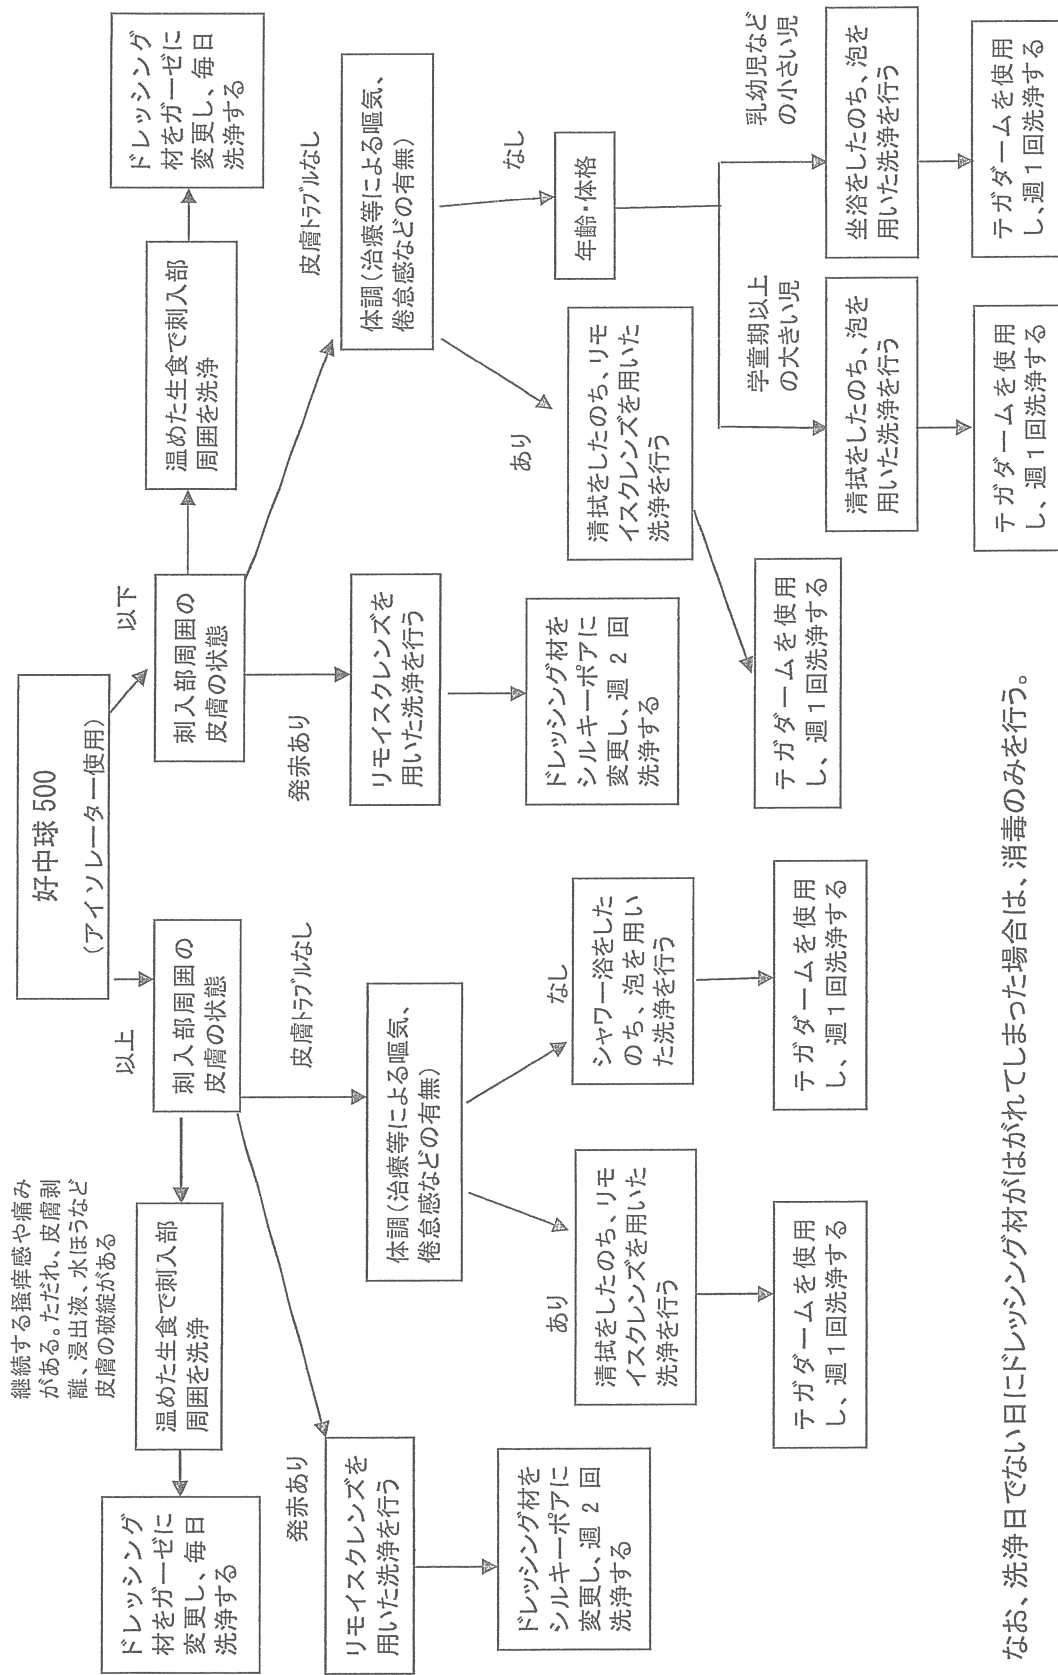 好中球 500
（アイソレーター使用）
以上
以下
刺入部周囲の
皮膚の状態
継続する掻痒感や痛み
がある。ただれ、皮膚剥
離、浸出液、水ほうなど
皮膚の破綻がある
温めた生食で刺入部
周囲を洗浄
ドレッシング
材をガーゼに
変更し、毎日
洗浄する
発赤あり
リモイスクレンズを
用いた洗浄を行う
ドレッシング材を
シルキーポアに
変更し、週 2 回
洗浄する
皮膚トラブルなし
体調（治療等による嘔気、
倦怠感などの有無）
あり
清拭をしたのち、リモ
イスクレンズを用いた
洗浄を行う
テガダームを使用
し、週1回洗浄する
なし
シャワー浴をした
のち、泡を用い
た洗浄を行う
テガダームを使用
し、週1回洗浄する
刺入部周囲の
皮膚の状態
温めた生食で刺入部
周囲を洗浄
ドレッシング
材をガーゼに
変更し、毎日
洗浄する
発赤あり
リモイスクレンズを
用いた洗浄を行う
ドレッシング材を
シルキーポアに
変更し、週 2 回
洗浄する
皮膚トラブルなし
体調（治療等による嘔気、
倦怠感などの有無）
あり
清拭をしたのち、リモ
イスクレンズを用いた
洗浄を行う
テガダームを使用
し、週1回洗浄する
なし
年齢・体格
学童期以上
の大きい児
清拭をしたのち、泡を
用いた洗浄を行う
テガダームを使用
し、週1回洗浄する
乳幼児など
の小さい児
坐浴をしたのち、泡を
用いた洗浄を行う
テガダームを使用
し、週1回洗浄する
なお、洗浄日でない日にドレッシング材がはがれてしまった場合は、消毒のみを行う。